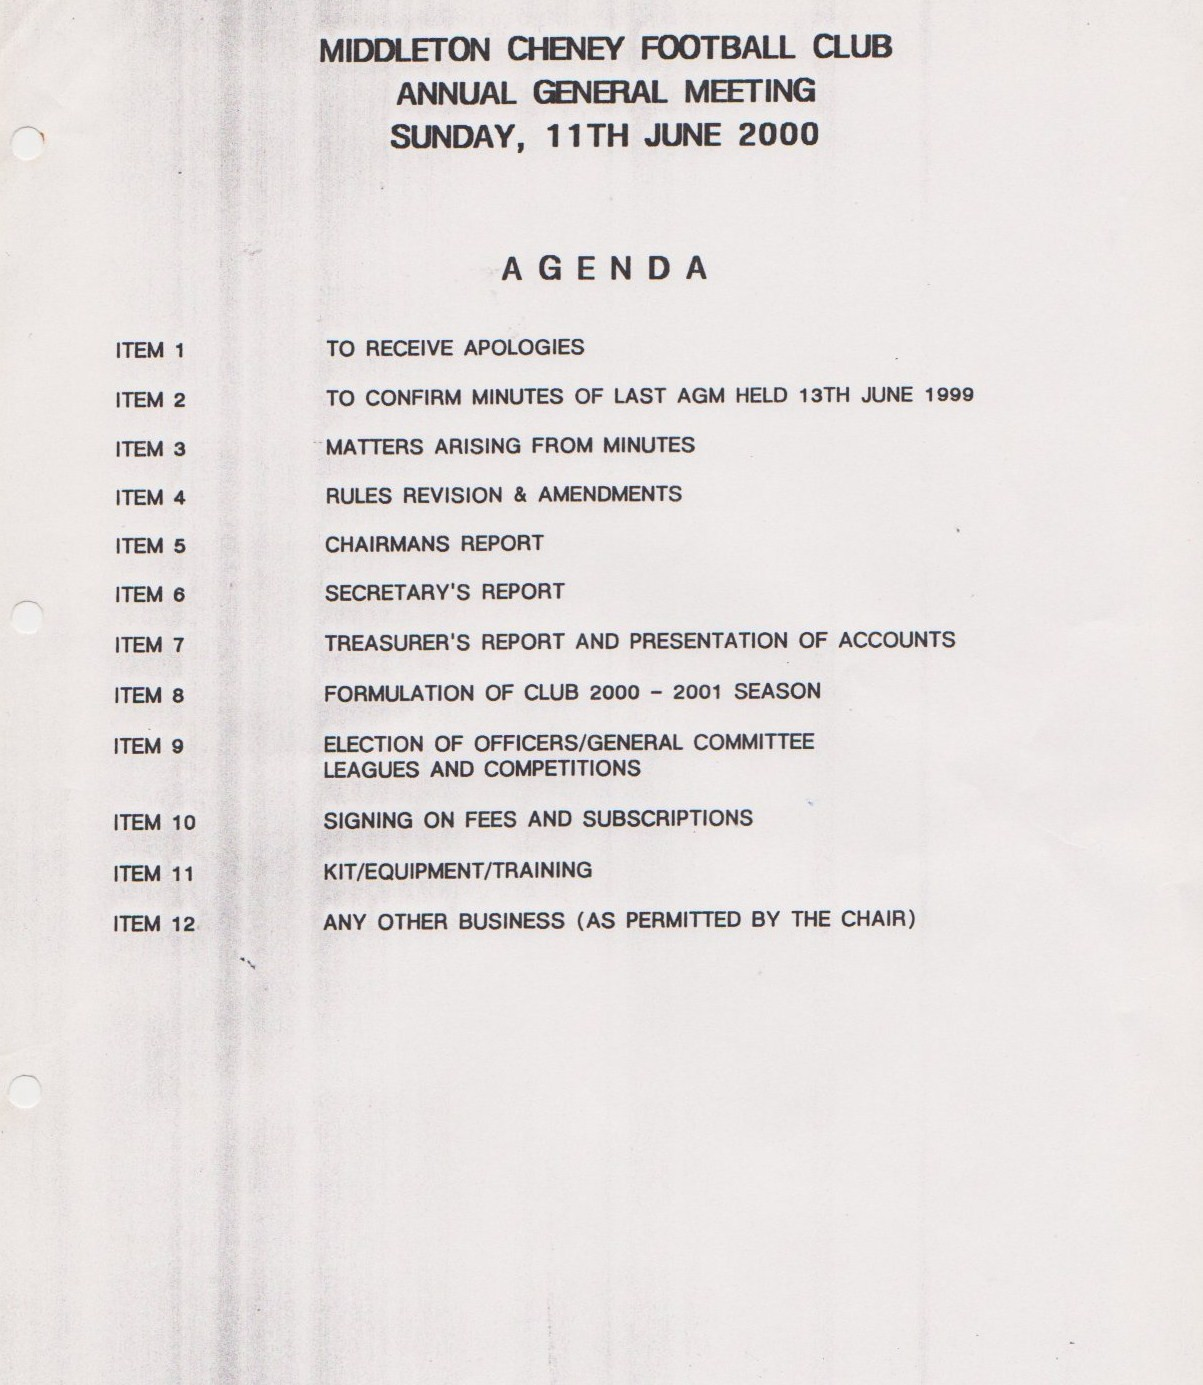 MIDDLETON CHENEY FOOTBALL CLUB
ANNUAL GENERAL MEETING
SUNDAY, 11TH JUNE 2000
A G E N D A
ITEM 1 TO RECEIVE APOLOGIES
ITEM 2 TO CONFIRM MINUTES OF LAST AGM HELD 13TH JUNE 1999
ITEM 3 MATTERS ARISING FROM MINUTES
ITEM 4 RULES REVISION & AMENDMENTS
ITEM 5 CHAIRMANS REPORT
ITEM 6 SECRETARY'S REPORT
ITEM 7 TREASURER'S REPORT AND PRESENTATION OF ACCOUNTS
ITEM 8 FORMULATION OF CLUB 2000 - 2001 SEASON
ITEM 9 ELECTION OF OFFICERS/GENERAL COMMITTEE
LEAGUES AND COMPETITIONS
ITEM 10 SIGNING ON FEES AND SUBSCRIPTIONS
ITEM 11 KIT/EQUIPMENT/TRAINING
ITEM 12 ANY OTHER BUSINESS (AS PERMITTED BY THE CHAIR)